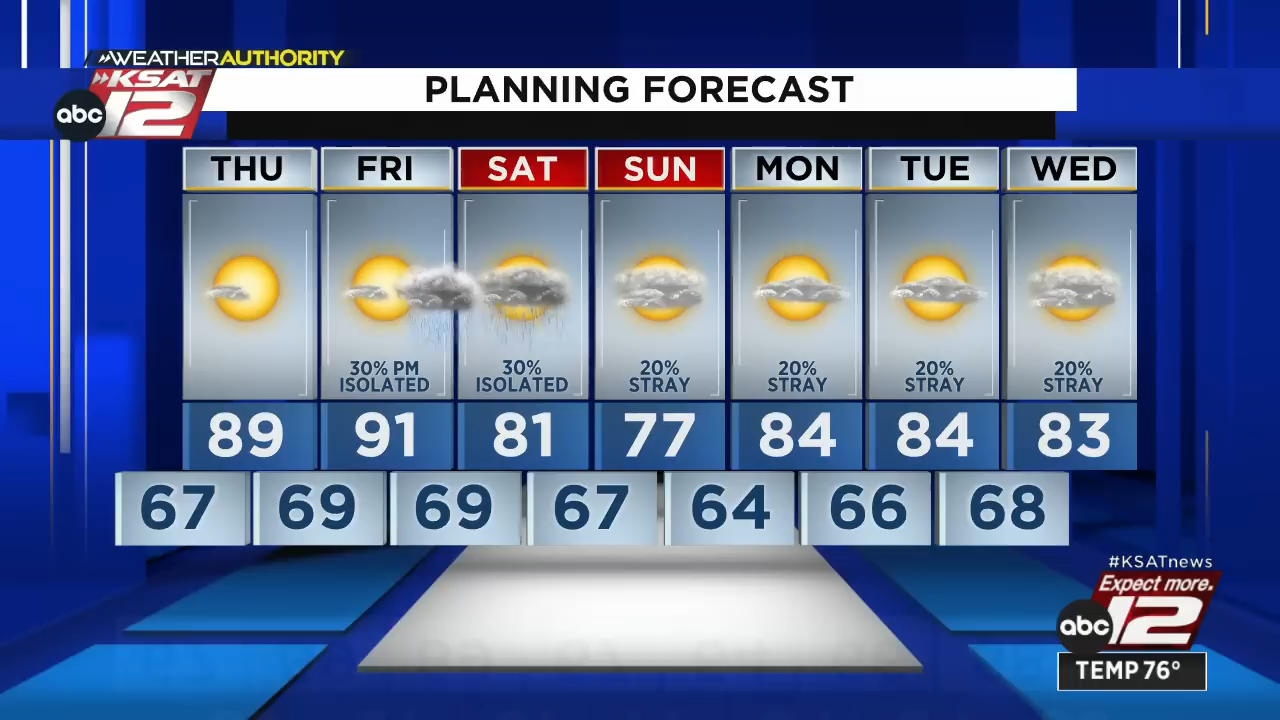 WEATHERAUTHORITY
KSAT
abc 12
PLANNING FORECAST
THU FRI SAT SUN MON TUE WED
30% PM 30% 20% 20% 20% 20%
ISOLATED ISOLATED STRAY STRAY STRAY STRAY
89 91 81 77 84 84 83
67 69 69 67 64 66 68
#KSATnews
Expect more.
abc 12
TEMP 76°